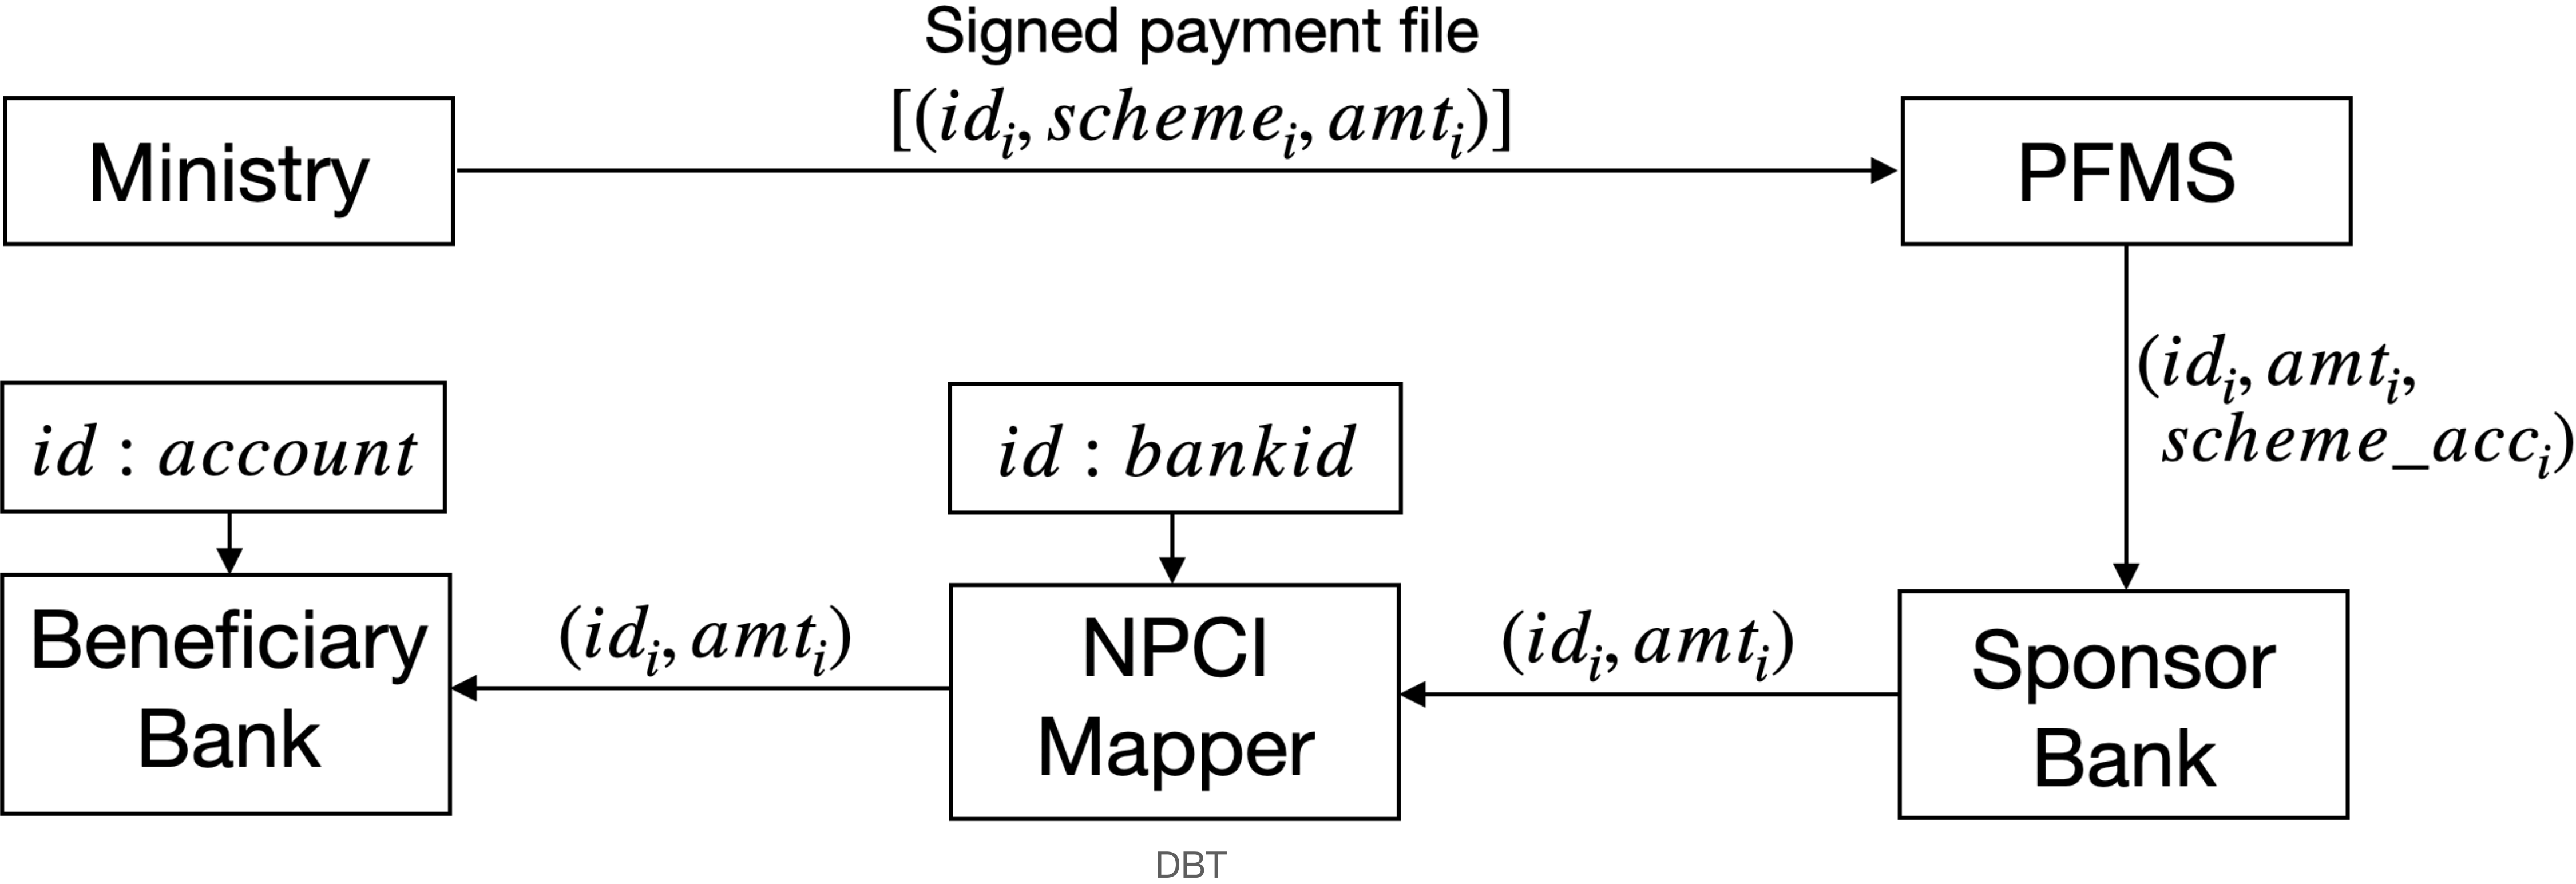 Signed payment file
[(id_i, scheme_i, amt_i)]
Ministry
PFMS
(id_i, amt_i,
scheme_acc_i)
id : account
id : bankid
Beneficiary
Bank
(id_i, amt_i)
NPCI
Mapper
(id_i, amt_i)
Sponsor
Bank
DBT